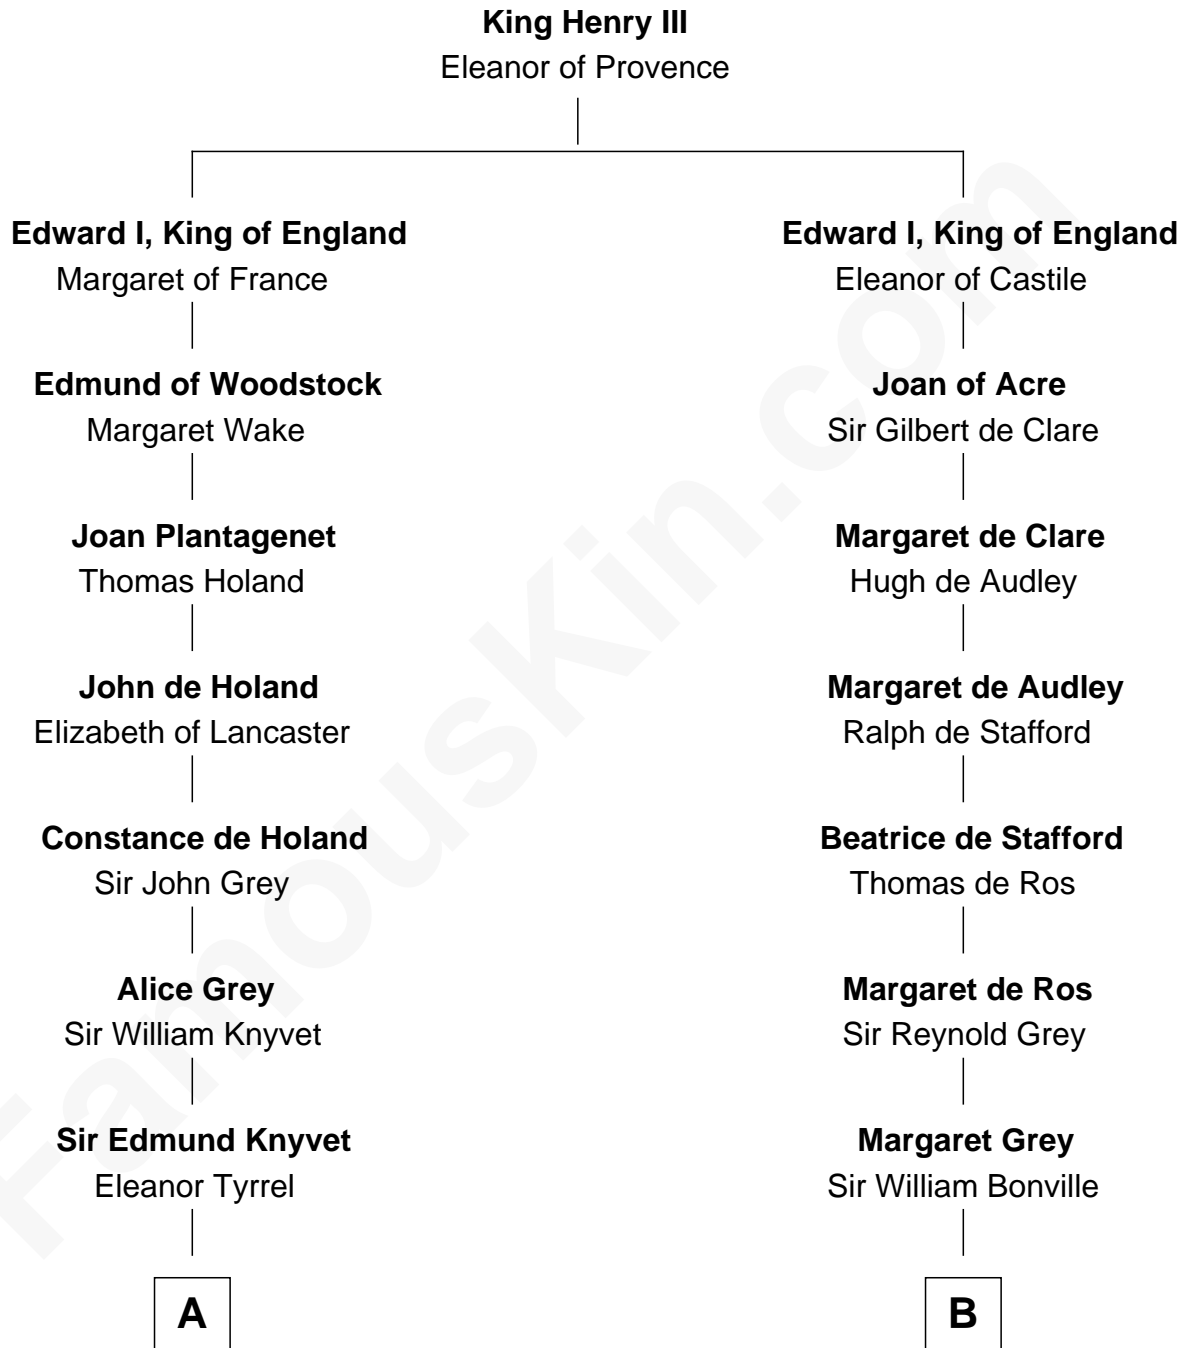 King Henry III
Eleanor of Provence
Edward I, King of England
Margaret of France
Edward I, King of England
Eleanor of Castile
Edmund of Woodstock
Margaret Wake
Joan of Acre
Sir Gilbert de Clare
Joan Plantagenet
Thomas Holand
Margaret de Clare
Hugh de Audley
John de Holand
Elizabeth of Lancaster
Margaret de Audley
Ralph de Stafford
Constance de Holand
Sir John Grey
Beatrice de Stafford
Thomas de Ros
Alice Grey
Sir William Knyvet
Margaret de Ros
Sir Reynold Grey
Sir Edmund Knyvet
Eleanor Tyrrel
Margaret Grey
Sir William Bonville
A
B
FamousKin.com